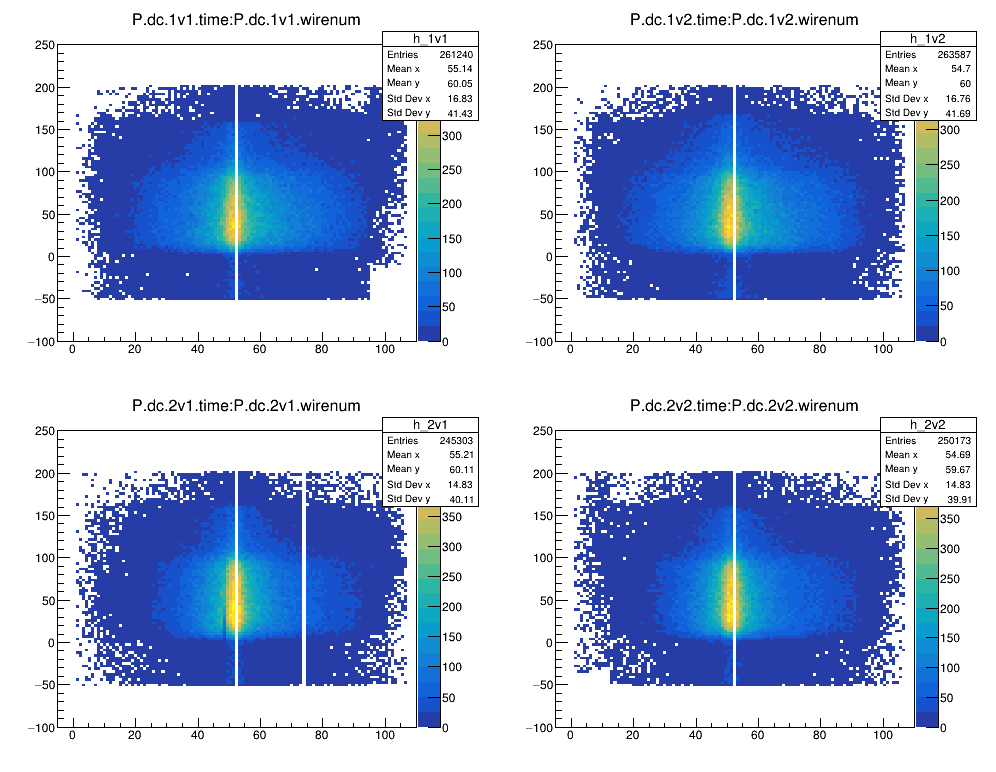 P.dc.1v1.time:P.dc.1v1.wirenum
h_1v1
Entries 261240
Mean x 55.14
Mean y 60.05
Std Dev x 16.83
Std Dev y 41.43
250
200
150
100
50
0
−50
−100
0 20 40 60 80 100
300
250
200
150
100
50
0
P.dc.1v2.time:P.dc.1v2.wirenum
h_1v2
Entries 263587
Mean x 54.7
Mean y 60
Std Dev x 16.76
Std Dev y 41.69
250
200
150
100
50
0
−50
−100
0 20 40 60 80 100
300
250
200
150
100
50
0
P.dc.2v1.time:P.dc.2v1.wirenum
h_2v1
Entries 245303
Mean x 55.21
Mean y 60.11
Std Dev x 14.83
Std Dev y 40.11
250
200
150
100
50
0
−50
−100
0 20 40 60 80 100
350
300
250
200
150
100
50
0
P.dc.2v2.time:P.dc.2v2.wirenum
h_2v2
Entries 250173
Mean x 54.69
Mean y 59.67
Std Dev x 14.83
Std Dev y 39.91
250
200
150
100
50
0
−50
−100
0 20 40 60 80 100
350
300
250
200
150
100
50
0